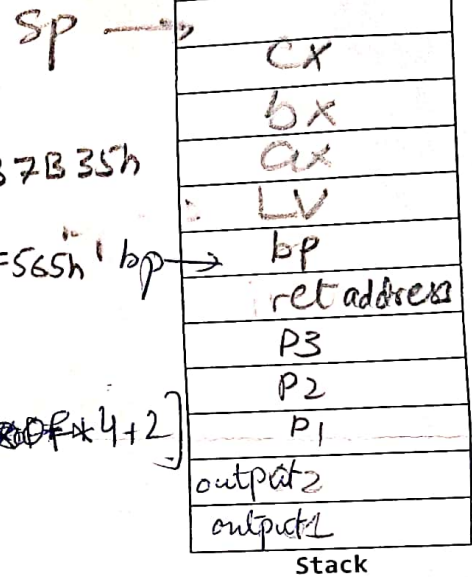 Sp →
cx
bx
37B35h
ax
LV
=565h
bp →
bp
ret address
P3
P2
*4+2]
P1
output2
output1
Stack